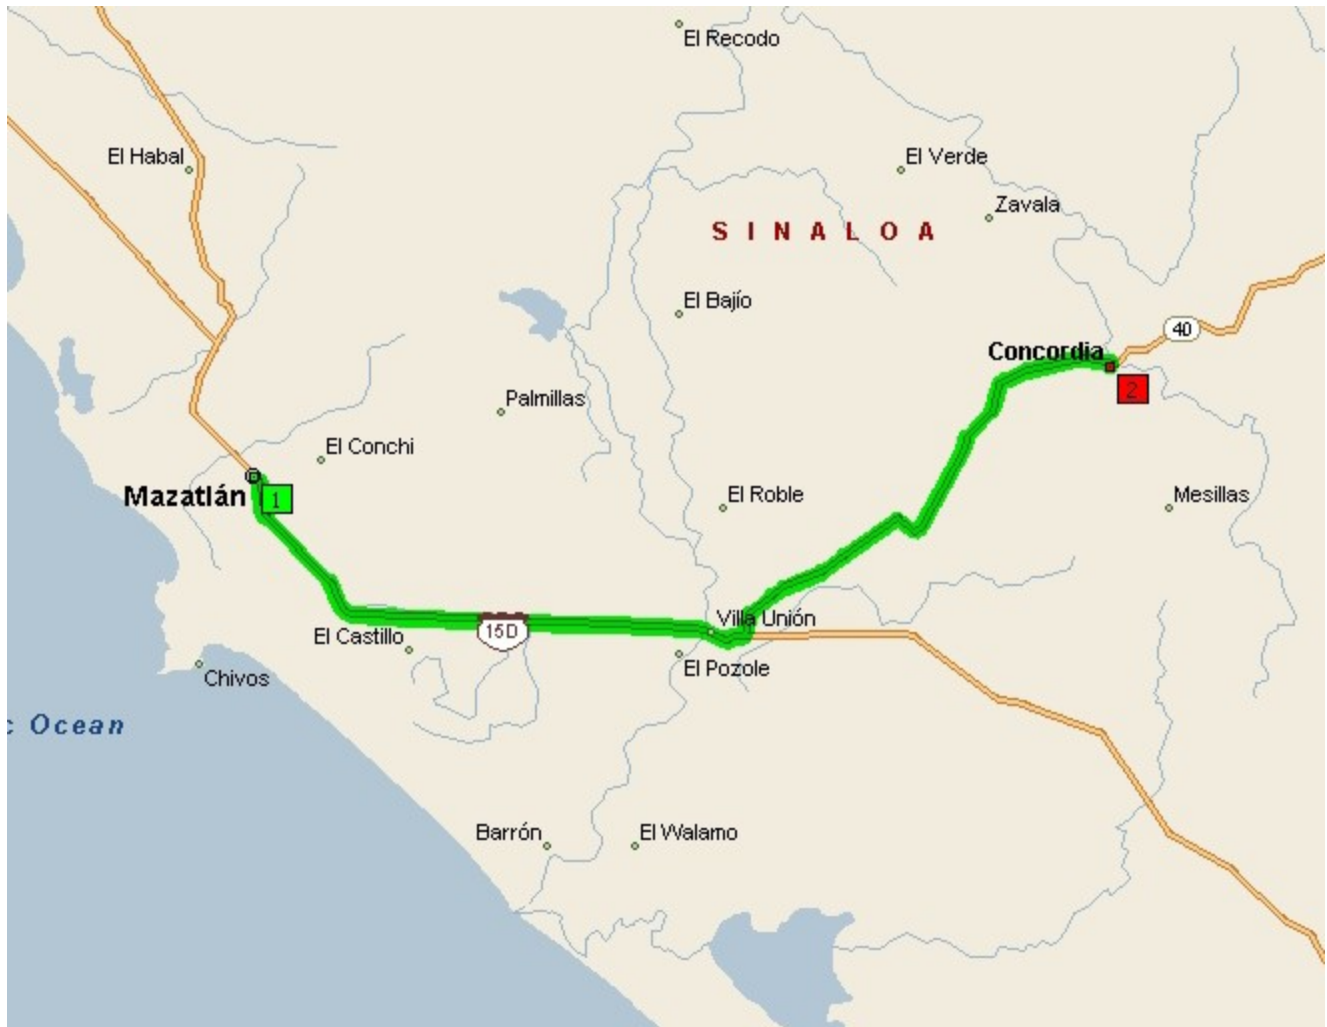 El Recodo
El Habal
El Verde
Zavala
SINALOA
El Bajío
40
Concordia
2
Palmillas
El Conchi
Mazatlán
1
El Roble
Mesillas
Villa Unión
15D
El Castillo
El Pozole
Chivos
c Ocean
Barrón
El Walamo